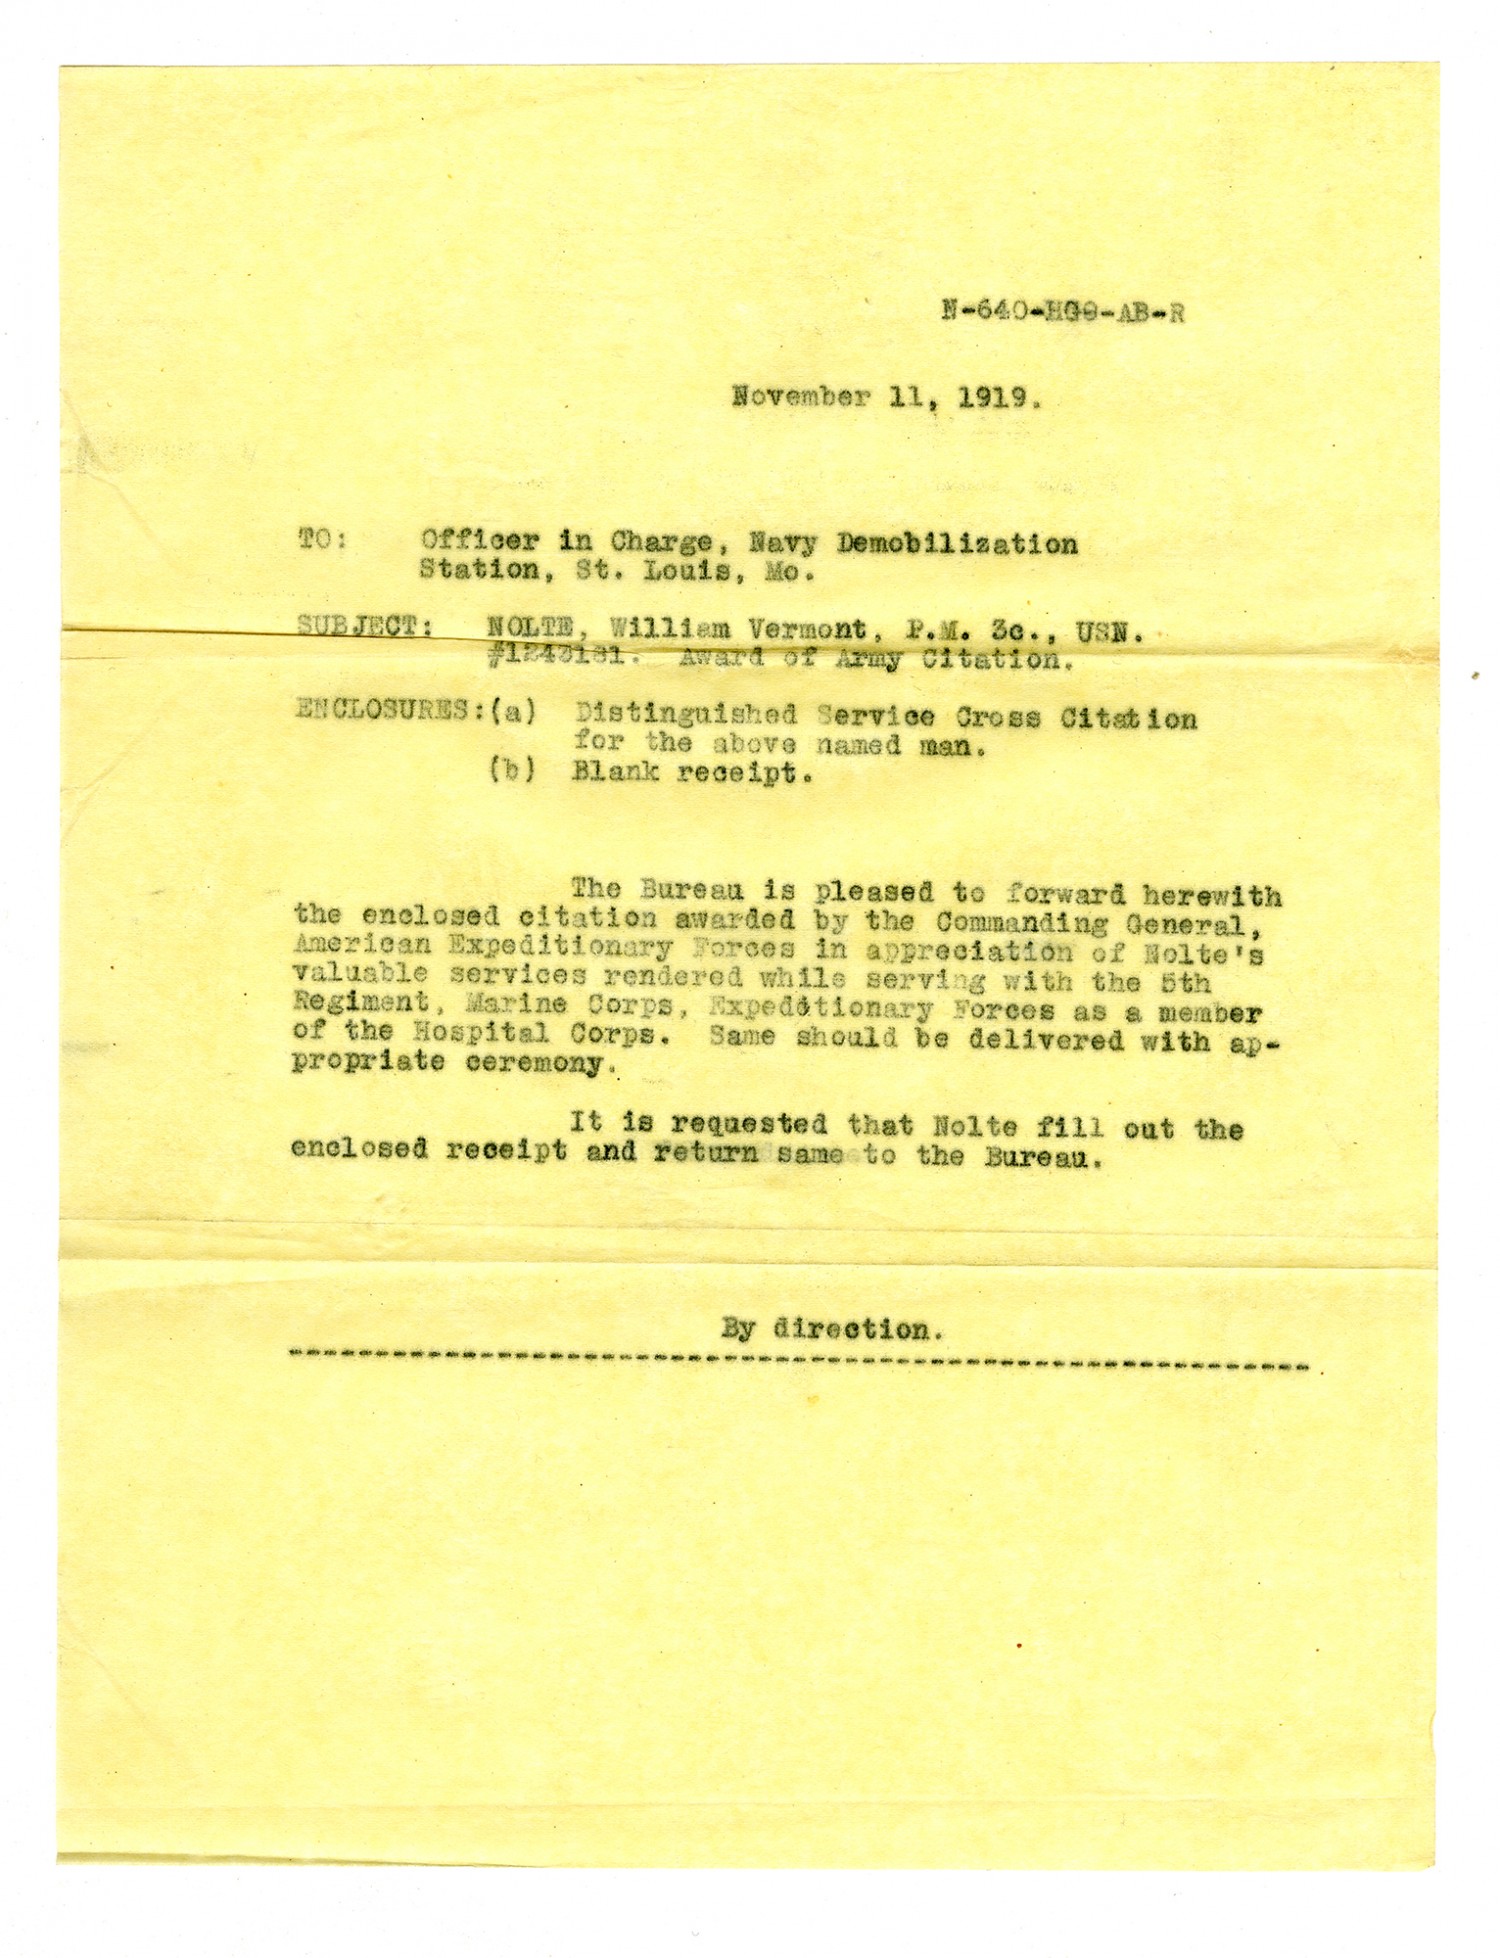 N-640-HG9-AB-R
November 11, 1919.
TO: Officer in Charge, Navy Demobilization
Station, St. Louis, Mo.
SUBJECT: NOLTE, William Vermont, P.M. 3c., USN.
Award of Army Citation.
ENCLOSURES:(a) Distinguished Service Cross Citation
for the above named man.
(b) Blank receipt.
The Bureau is pleased to forward herewith
the enclosed citation awarded by the Commanding General,
American Expeditionary Forces in appreciation of Nolte's
valuable services rendered while serving with the 5th
Regiment, Marine Corps, Expeditionary Forces as a member
of the Hospital Corps. Same should be delivered with ap-
propriate ceremony.
It is requested that Nolte fill out the
enclosed receipt and return same to the Bureau.
By direction.